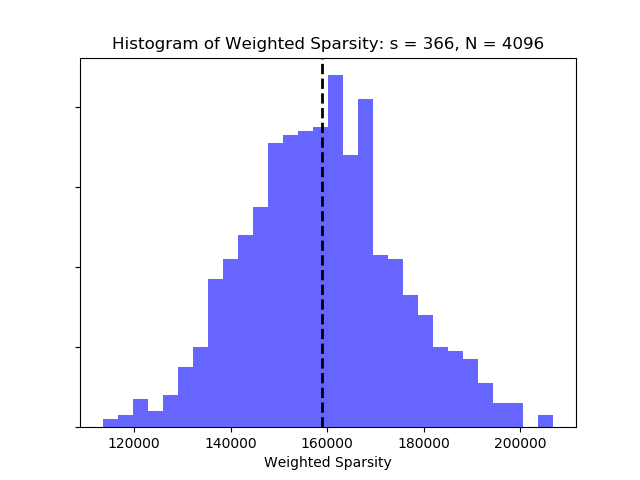 Histogram of Weighted Sparsity: s = 366, N = 4096
120000 140000 160000 180000 200000
Weighted Sparsity